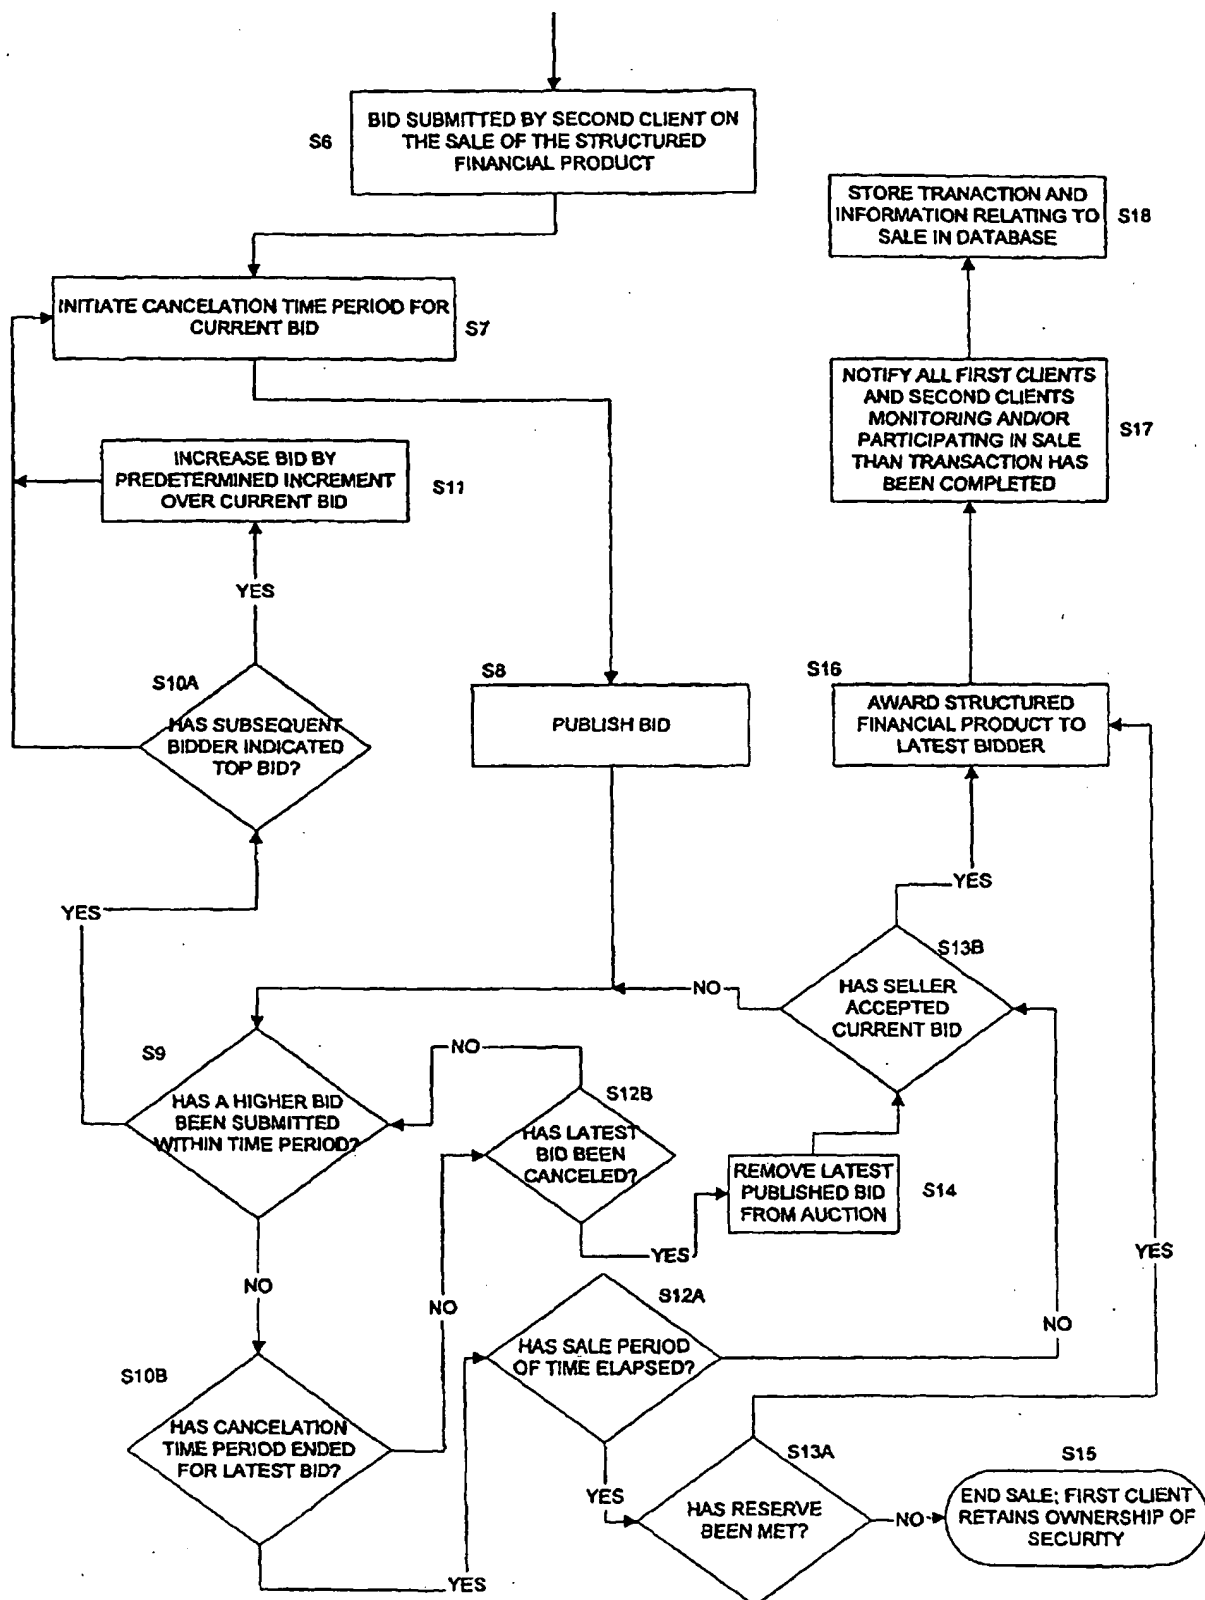 BID SUBMITTED BY SECOND CLIENT ON
THE SALE OF THE STRUCTURED
FINANCIAL PRODUCT
S6
STORE TRANACTION AND
INFORMATION RELATING TO
SALE IN DATABASE
S18
INITIATE CANCELATION TIME PERIOD FOR
CURRENT BID
S7
NOTIFY ALL FIRST CLIENTS
AND SECOND CLIENTS
MONITORING AND/OR
PARTICIPATING IN SALE
THAN TRANSACTION HAS
BEEN COMPLETED
S17
INCREASE BID BY
PREDETERMINED INCREMENT
OVER CURRENT BID
S11
YES
S10A
HAS SUBSEQUENT
BIDDER INDICATED
TOP BID?
S8
PUBLISH BID
S16
AWARD STRUCTURED
FINANCIAL PRODUCT TO
LATEST BIDDER
YES
YES
S13B
HAS SELLER
ACCEPTED
CURRENT BID
NO
S9
HAS A HIGHER BID
BEEN SUBMITTED
WITHIN TIME PERIOD?
NO
S12B
HAS LATEST
BID BEEN
CANCELED?
REMOVE LATEST
PUBLISHED BID
FROM AUCTION
S14
YES
YES
NO
NO
S12A
HAS SALE PERIOD
OF TIME ELAPSED?
NO
S10B
HAS CANCELATION
TIME PERIOD ENDED
FOR LATEST BID?
YES
YES
S13A
HAS RESERVE
BEEN MET?
NO
S15
END SALE; FIRST CLIENT
RETAINS OWNERSHIP OF
SECURITY